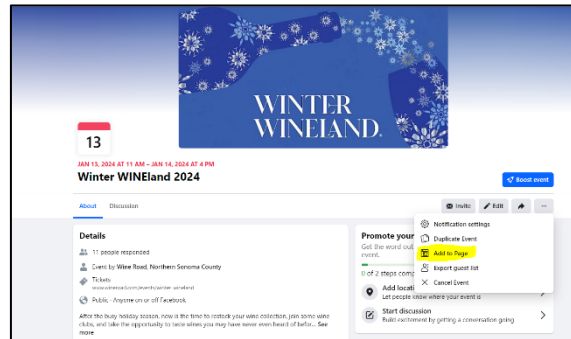 WINTER
WINEland.
13
JAN 13, 2024 AT 11 AM – JAN 14, 2024 AT 4 PM
Winter WINEland 2024
Boost event
About
Discussion
Invite
Edit
...
Notification settings
Duplicate Event
Add to Page
Export guest list
Cancel Event
Details
11 people responded
Event by Wine Road, Northern Sonoma County
Tickets
www.wineroad.com/events/winter-wineland
Public · Anyone on or off Facebook
After the busy holiday season, now is the time to restock your wine collection, join some wine
clubs, and take the opportunity to taste wines you may have never even heard of befor... See
more
Promote your
Get the word out
event.
0 of 2 steps comp
Add locati
Let people know where your event is
Start discussion
Build excitement by getting a conversation going